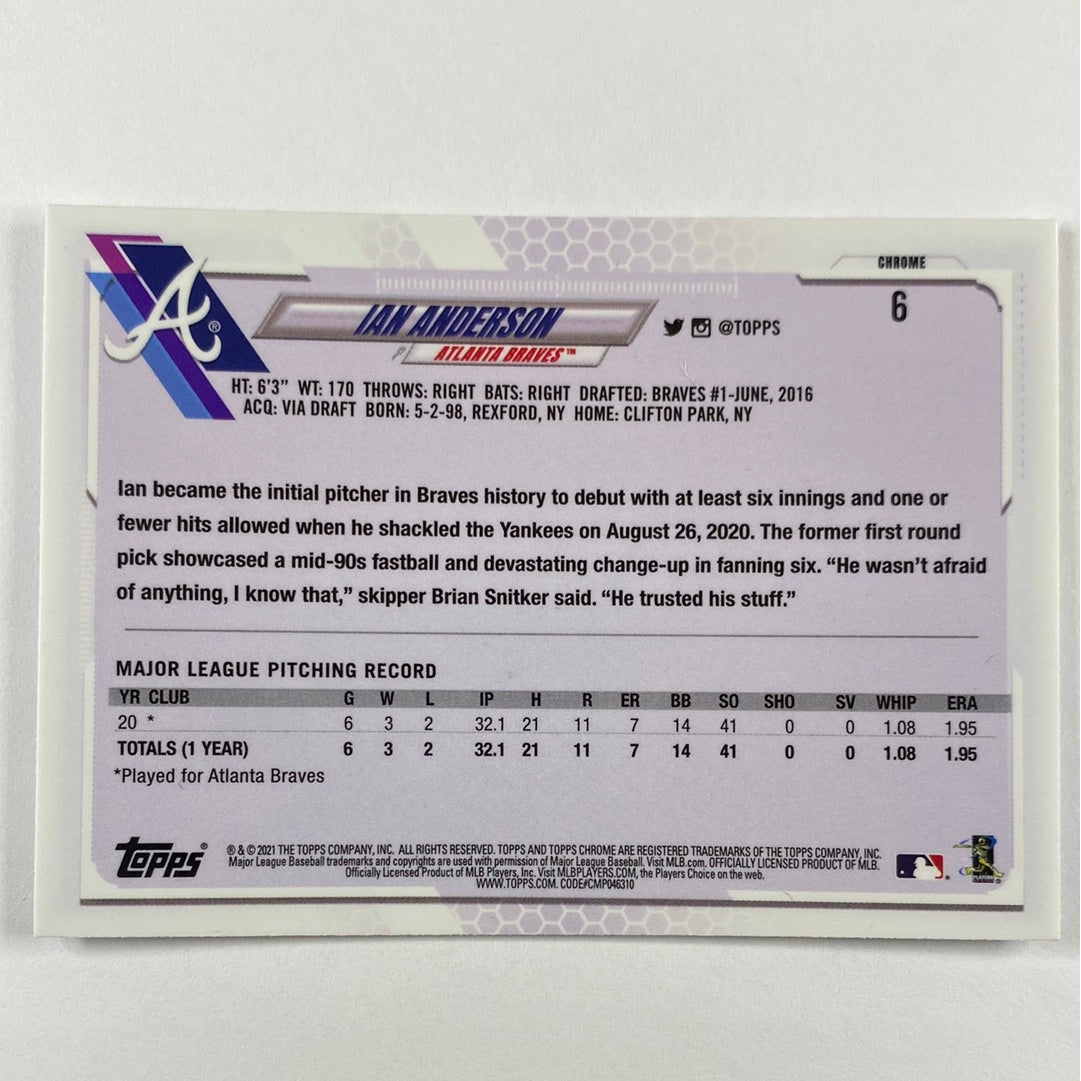 CHROME
6
IAN ANDERSON
@TOPPS
P ATLANTA BRAVES™
HT: 6'3" WT: 170 THROWS: RIGHT BATS: RIGHT DRAFTED: BRAVES #1-JUNE, 2016
ACQ: VIA DRAFT BORN: 5-2-98, REXFORD, NY HOME: CLIFTON PARK, NY
Ian became the initial pitcher in Braves history to debut with at least six innings and one or
fewer hits allowed when he shackled the Yankees on August 26, 2020. The former first round
pick showcased a mid-90s fastball and devastating change-up in fanning six. “He wasn’t afraid
of anything, I know that,” skipper Brian Snitker said. “He trusted his stuff.”
MAJOR LEAGUE PITCHING RECORD
YR CLUB G W L IP H R ER BB SO SHO SV WHIP ERA
20 * 6 3 2 32.1 21 11 7 14 41 0 0 1.08 1.95
TOTALS (1 YEAR) 6 3 2 32.1 21 11 7 14 41 0 0 1.08 1.95
*Played for Atlanta Braves
TOPPS®
® & © 2021 THE TOPPS COMPANY, INC. ALL RIGHTS RESERVED. TOPPS AND TOPPS CHROME ARE REGISTERED TRADEMARKS OF THE TOPPS COMPANY, INC.
Major League Baseball trademarks and copyrights are used with permission of Major League Baseball. Visit MLB.com. OFFICIALLY LICENSED PRODUCT OF MLB.
Officially Licensed Product of MLB Players, Inc. Visit MLBPLAYERS.COM, the Players Choice on the web.
WWW.TOPPS.COM. CODE#CMP046310